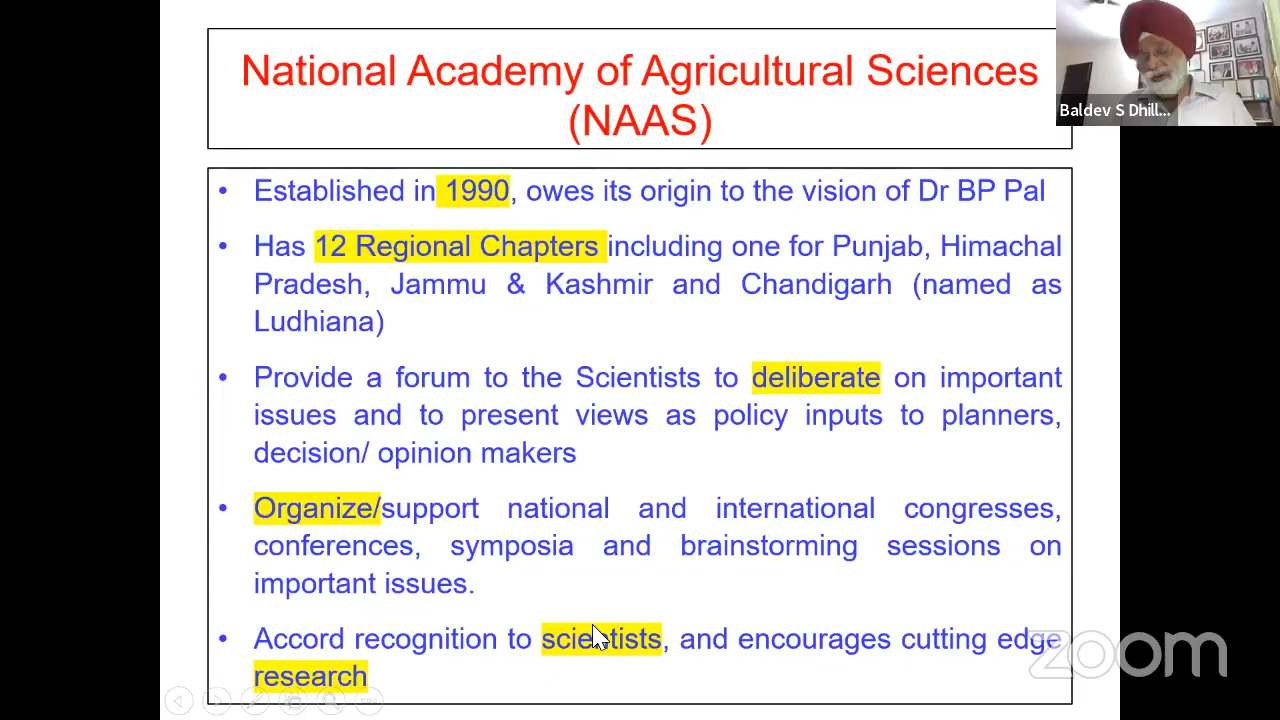 National Academy of Agricultural Sciences
(NAAS)
Baldev S Dhill...
• Established in 1990, owes its origin to the vision of Dr BP Pal
• Has 12 Regional Chapters including one for Punjab, Himachal
Pradesh, Jammu & Kashmir and Chandigarh (named as
Ludhiana)
• Provide a forum to the Scientists to deliberate on important
issues and to present views as policy inputs to planners,
decision/ opinion makers
• Organize/support national and international congresses,
conferences, symposia and brainstorming sessions on
important issues.
• Accord recognition to scientists, and encourages cutting edge
research
zoom